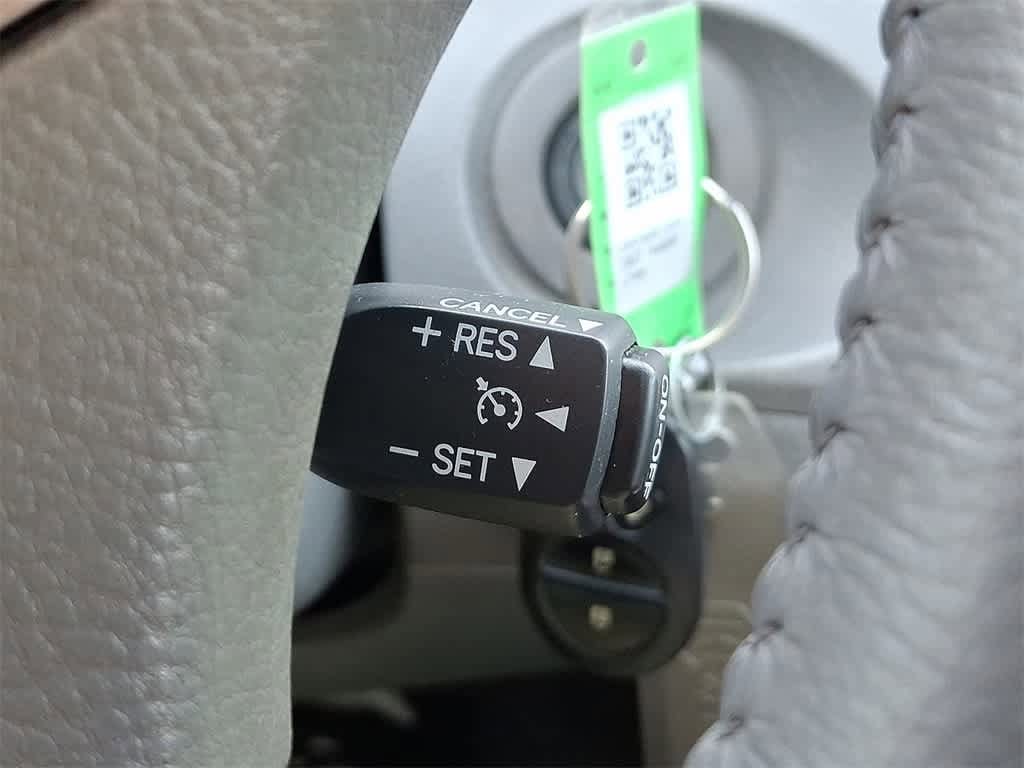 CANCEL ▼
+ RES ▲
◀
− SET ▼
ON-OFF